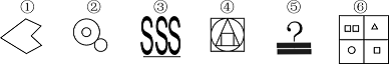 ① ② ③ ④ ⑤ ⑥
SSS A ?